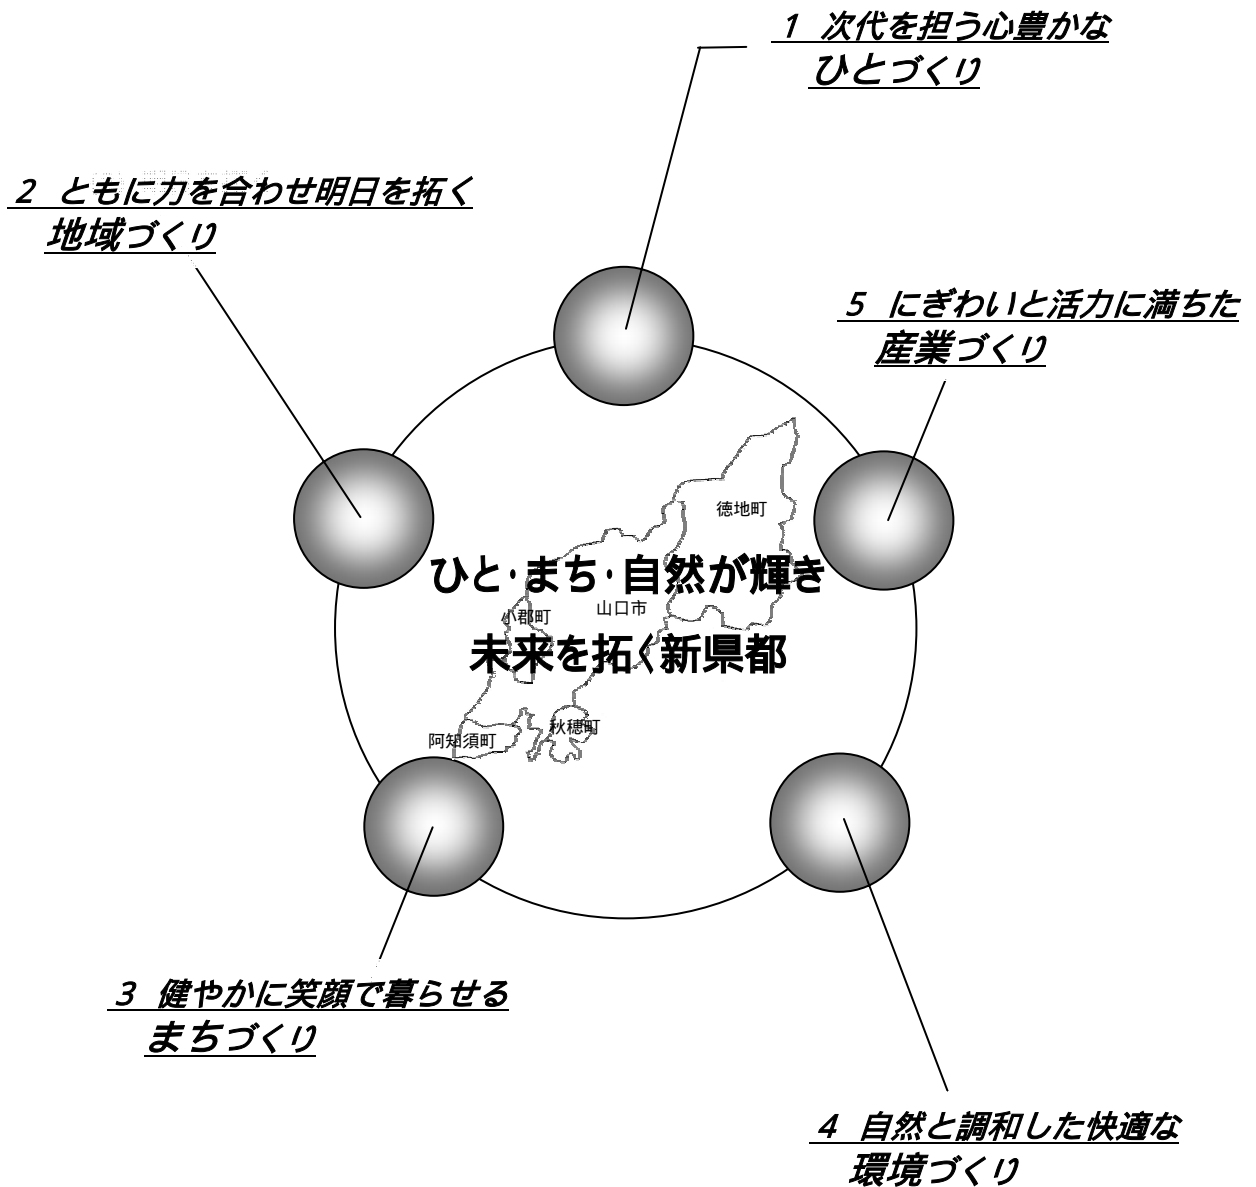 1 次代を担う心豊かな
ひとづくり
2 ともに力を合わせ明日を拓く
地域づくり
5 にぎわいと活力に満ちた
産業づくり
徳地町
ひと・まち・自然が輝き
山口市
小郡町
未来を拓く新県都
秋穂町
阿知須町
3 健やかに笑顔で暮らせる
まちづくり
4 自然と調和した快適な
環境づくり